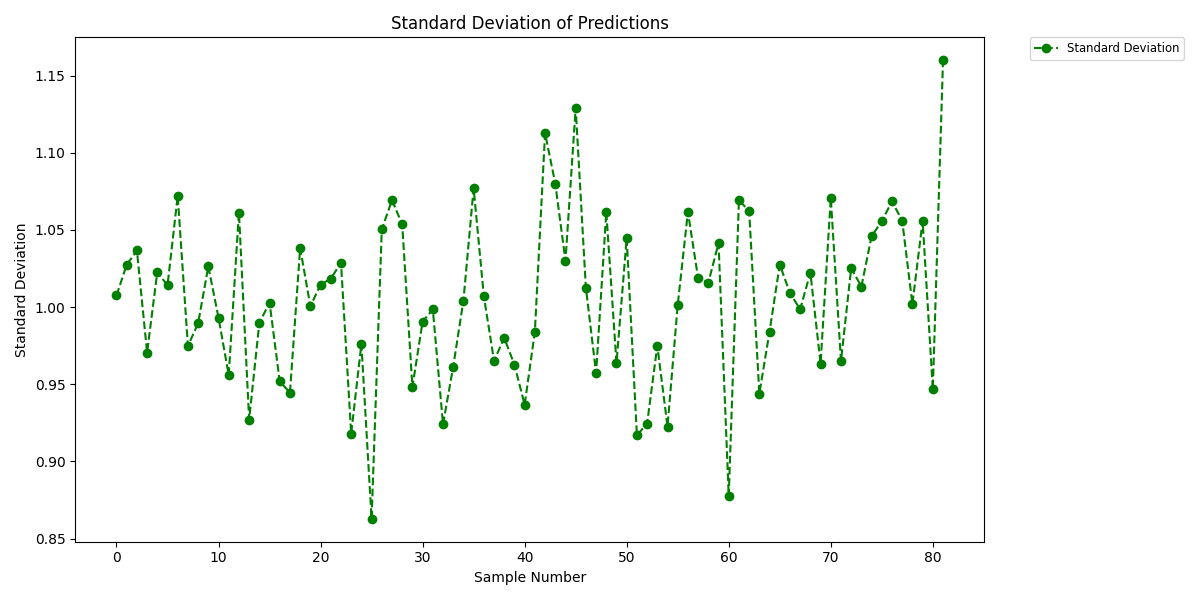 Standard Deviation of Predictions
Standard Deviation
1.15
1.10
1.05
1.00
0.95
0.90
0.85
Standard Deviation
0 10 20 30 40 50 60 70 80
Sample Number